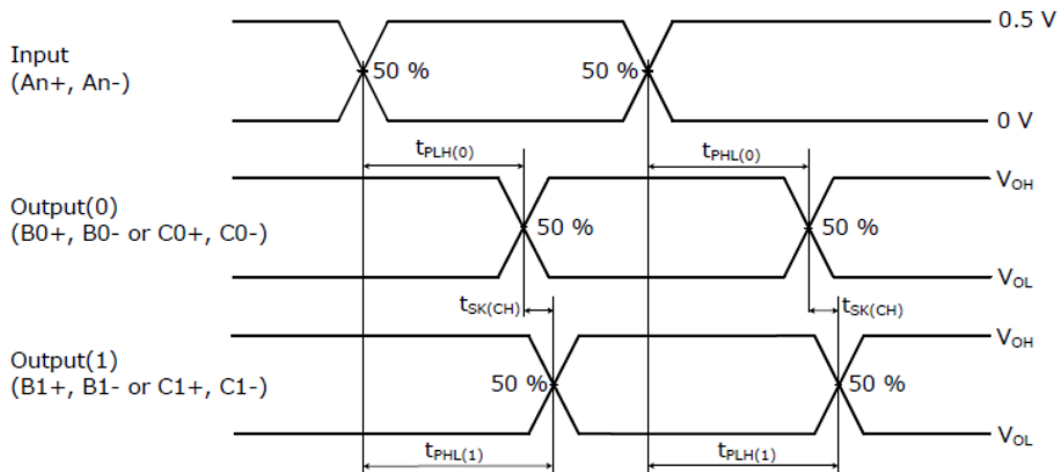 0.5 V
Input
(An+, An-)
50 %
50 %
0 V
tPLH(0)
tPHL(0)
VOH
Output(0)
(B0+, B0- or C0+, C0-)
50 %
50 %
VOL
tSK(CH)
tSK(CH)
VOH
Output(1)
(B1+, B1- or C1+, C1-)
50 %
50 %
VOL
tPHL(1)
tPLH(1)